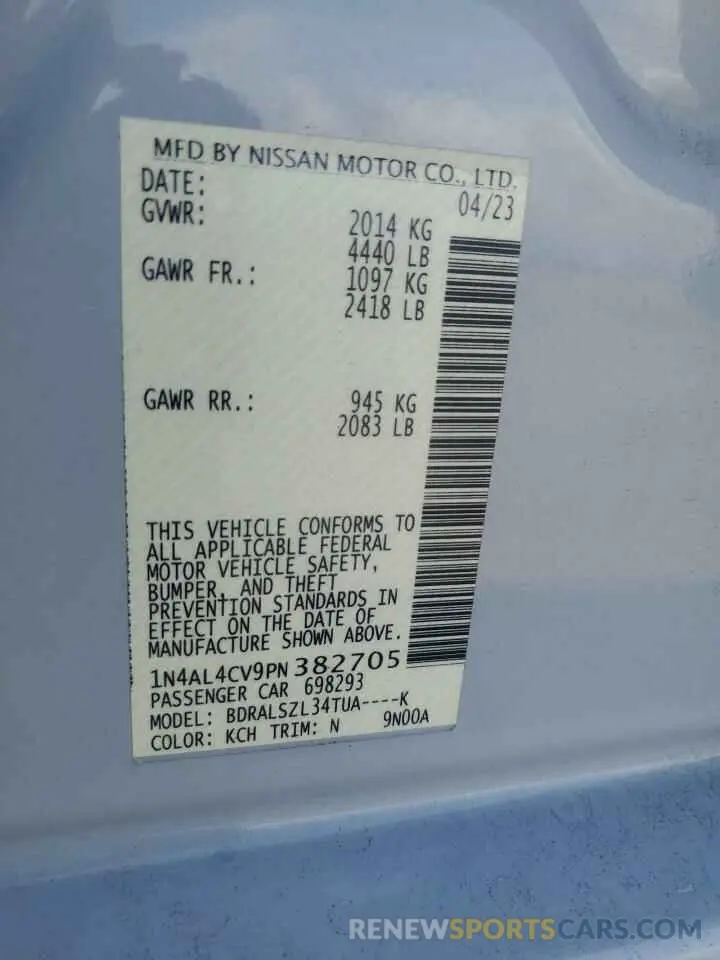 MFD BY NISSAN MOTOR CO., LTD.
DATE: 04/23
GVWR: 2014 KG
4440 LB
GAWR FR.: 1097 KG
2418 LB
GAWR RR.: 945 KG
2083 LB
THIS VEHICLE CONFORMS TO
ALL APPLICABLE FEDERAL
MOTOR VEHICLE SAFETY,
BUMPER, AND THEFT
PREVENTION STANDARDS IN
EFFECT ON THE DATE OF
MANUFACTURE SHOWN ABOVE.
1N4AL4CV9PN382705
PASSENGER CAR 698293
MODEL: BDRALSZL34TUA----K
COLOR: KCH TRIM: N 9N00A
RENEWSPORTSCARS.COM